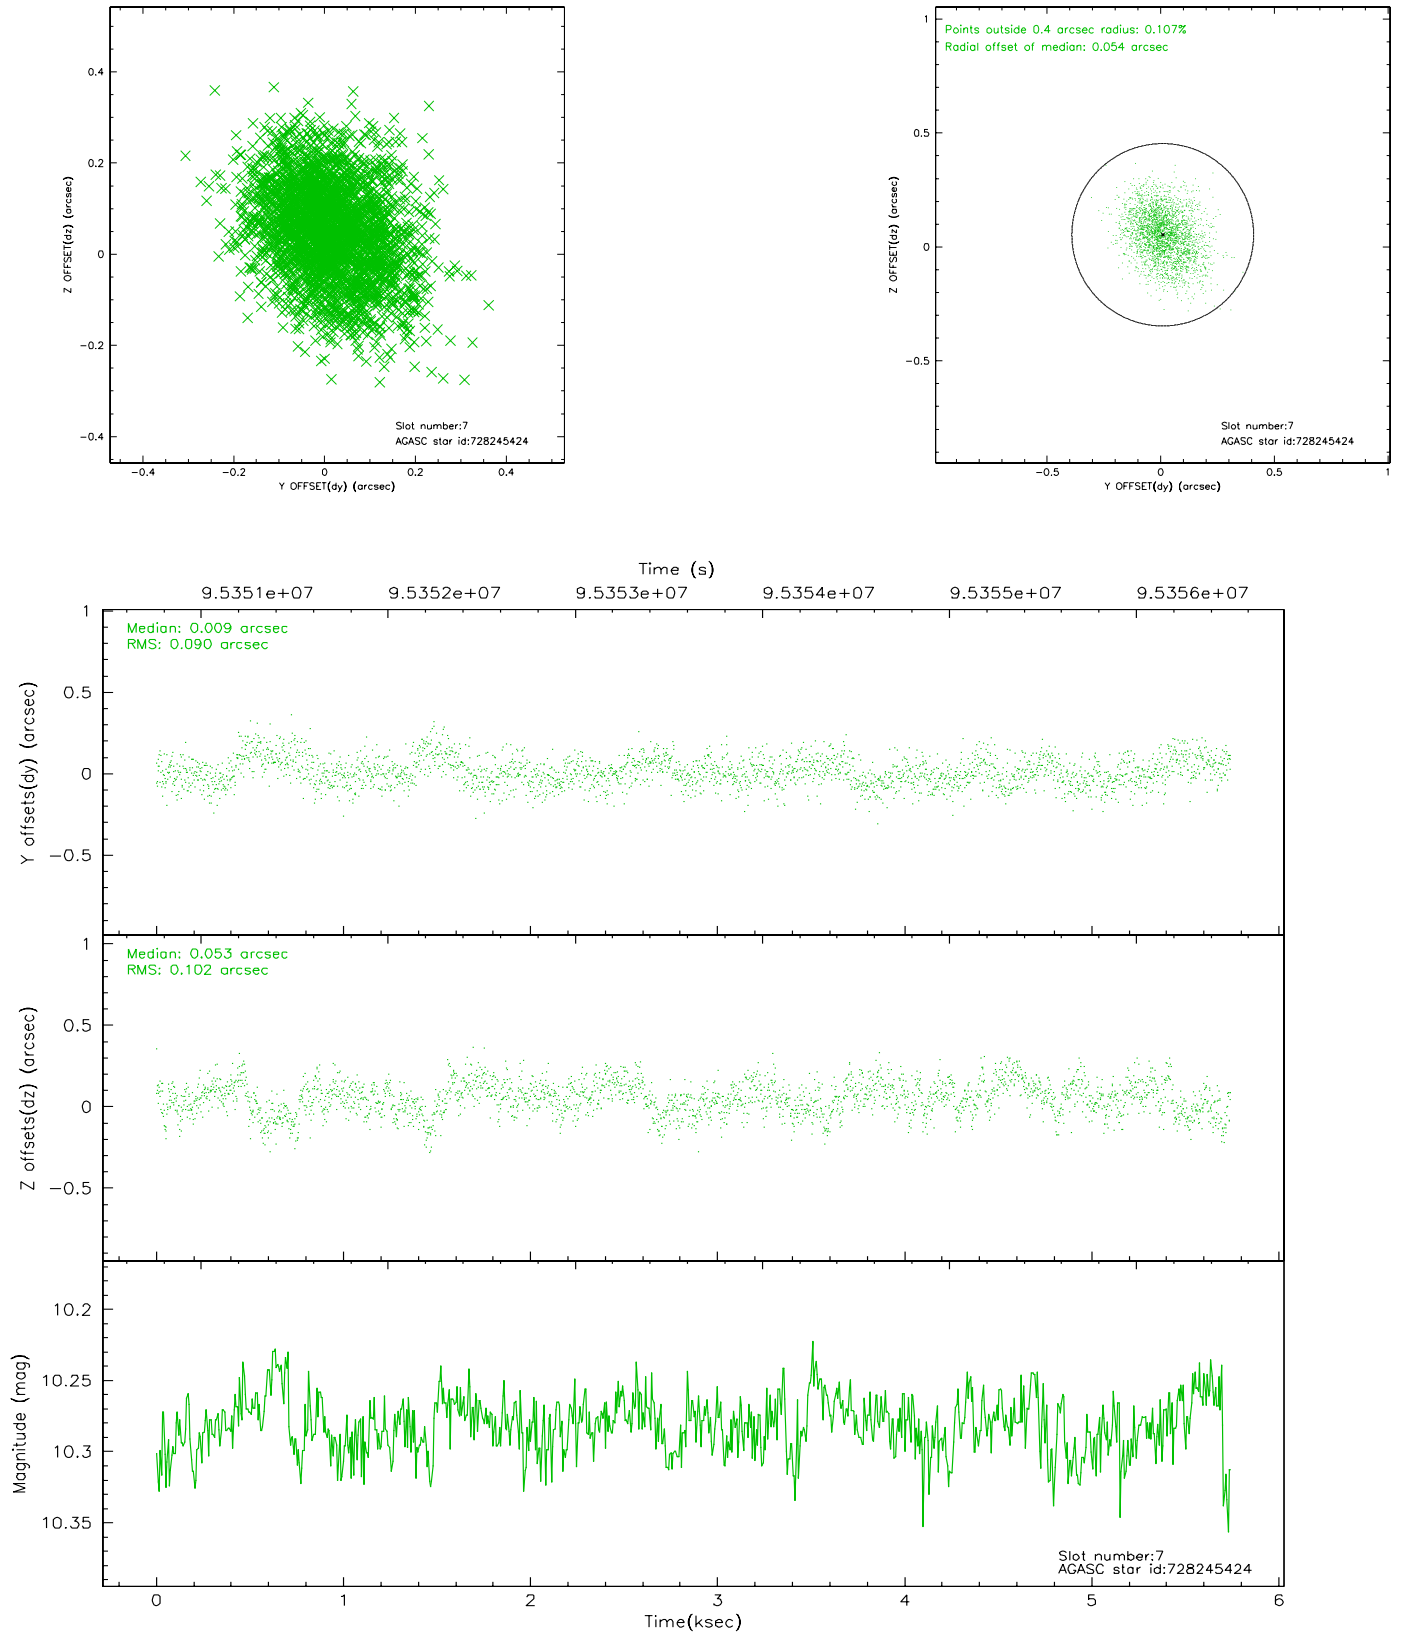 0.4
0.2
0
−0.2
−0.4
Z OFFSET(dz) (arcsec)
Slot number:7
AGASC star id:728245424
−0.4 −0.2 0 0.2 0.4
Y OFFSET(dy) (arcsec)
Points outside 0.4 arcsec radius: 0.107%
Radial offset of median: 0.054 arcsec
1
0.5
0
−0.5
Z OFFSET(dz) (arcsec)
Slot number:7
AGASC star id:728245424
−0.5 0 0.5 1
Y OFFSET(dy) (arcsec)
Time (s)
9.5351e+07 9.5352e+07 9.5353e+07 9.5354e+07 9.5355e+07 9.5356e+07
Median: 0.009 arcsec
RMS: 0.090 arcsec
1
0.5
0
−0.5
Y offsets(dy) (arcsec)
Median: 0.053 arcsec
RMS: 0.102 arcsec
1
0.5
0
−0.5
Z offsets(dz) (arcsec)
10.2
10.25
10.3
10.35
Magnitude (mag)
Slot number:7
AGASC star id:728245424
0 1 2 3 4 5 6
Time(ksec)